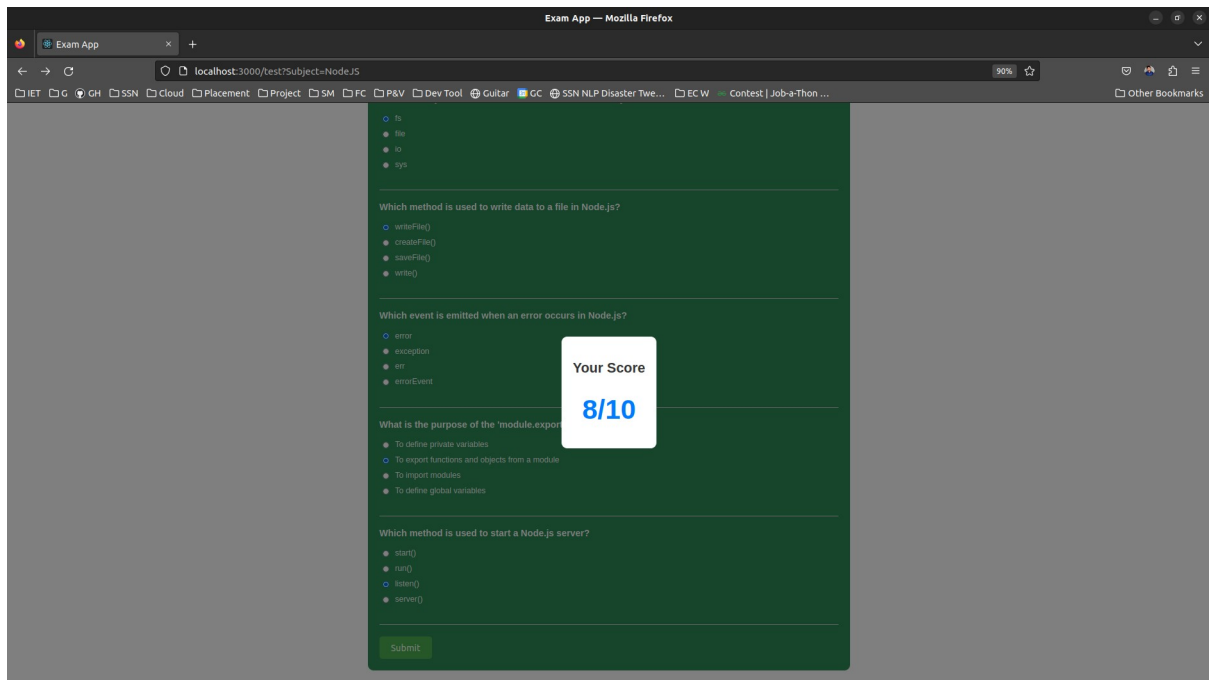 Exam App — Mozilla Firefox
Exam App
localhost:3000/test?Subject=NodeJS
90%
IET G GH SSN Cloud Placement Project SM FC P&V Dev Tool Guitar GC SSN NLP Disaster Twe... EC W Contest | Job-a-Thon ... Other Bookmarks
fs
file
io
sys
Which method is used to write data to a file in Node.js?
writeFile()
createFile()
saveFile()
write()
Which event is emitted when an error occurs in Node.js?
error
exception
err
errorEvent
Your Score
8/10
What is the purpose of the 'module.export
To define private variables
To export functions and objects from a module
To import modules
To define global variables
Which method is used to start a Node.js server?
start()
run()
listen()
server()
Submit